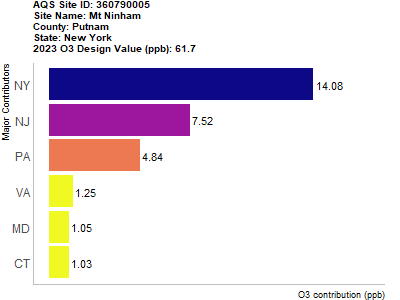 AQS Site ID: 360790005
Site Name: Mt Ninham
County: Putnam
State: New York
2023 O3 Design Value (ppb): 61.7
Major Contributors
NY 14.08
NJ 7.52
PA 4.84
VA 1.25
MD 1.05
CT 1.03
O3 contribution (ppb)